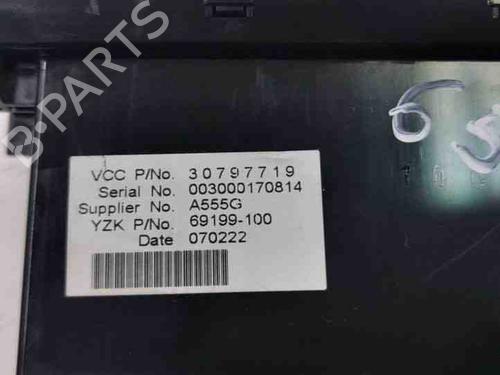 VCC P/No. 30797719
Serial No. 003000170814
Supplier No. A555G
YZK P/No. 69199-100
Date 070222
B-PARTS